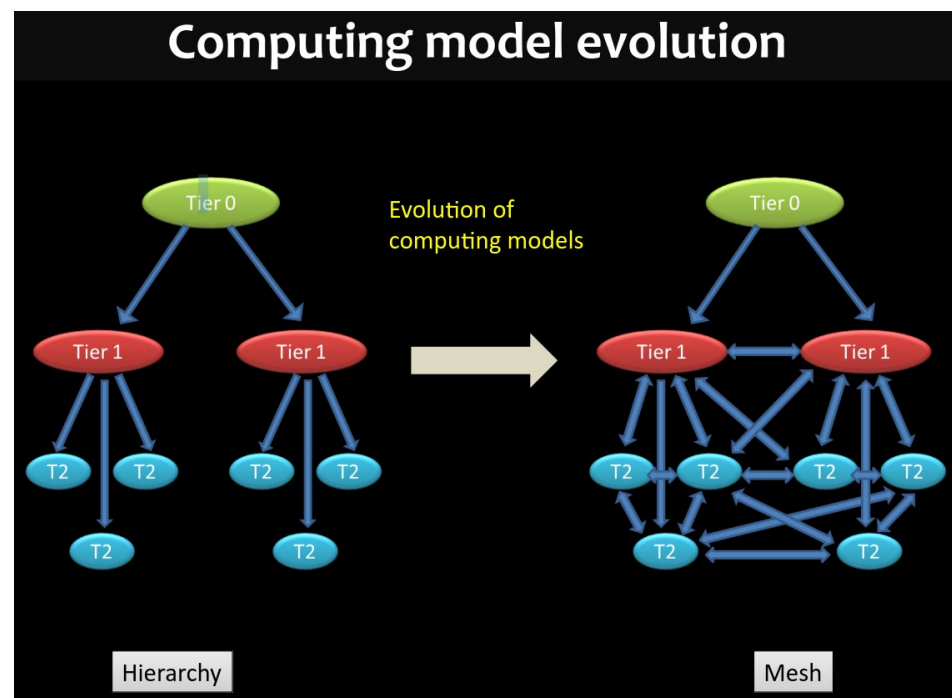 Computing model evolution
Tier 0
Evolution of
computing models
Tier 0
Tier 1
Tier 1
Tier 1
Tier 1
T2
T2
T2
T2
T2
T2
T2
T2
T2
T2
T2
T2
Hierarchy
Mesh